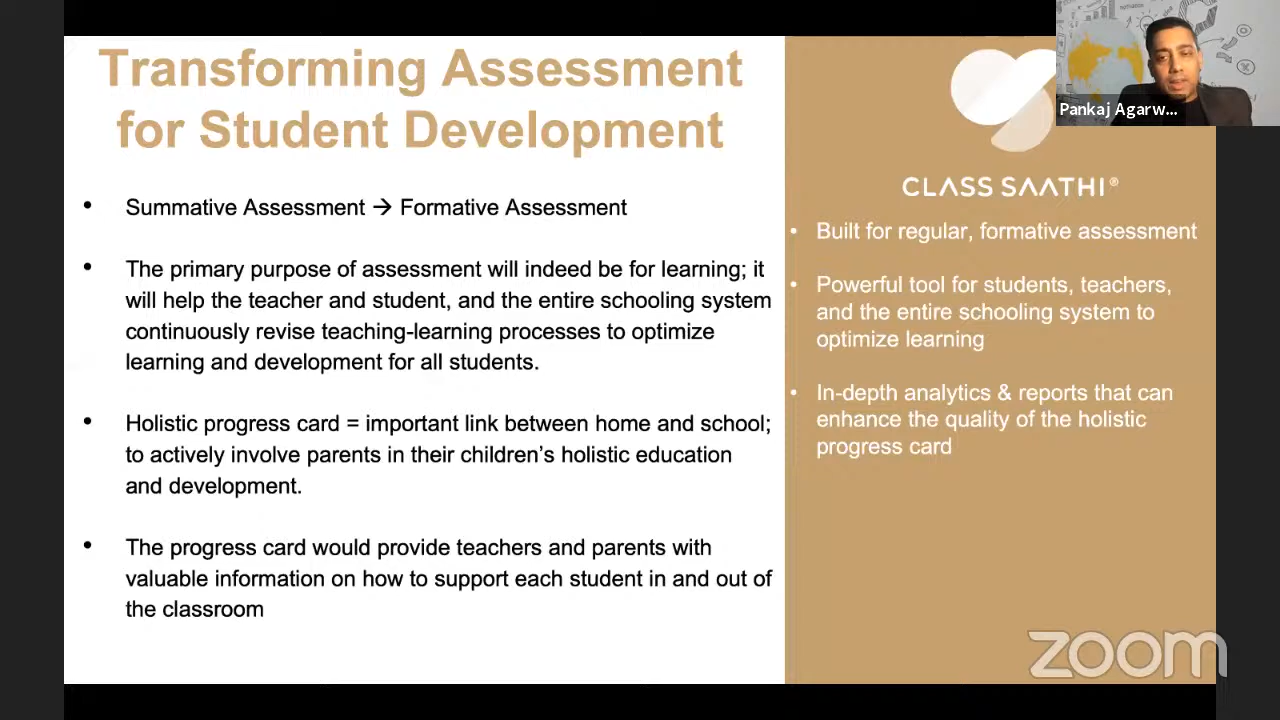 Transforming Assessment
for Student Development
• Summative Assessment → Formative Assessment
• The primary purpose of assessment will indeed be for learning; it
will help the teacher and student, and the entire schooling system
continuously revise teaching-learning processes to optimize
learning and development for all students.
• Holistic progress card = important link between home and school;
to actively involve parents in their children’s holistic education
and development.
• The progress card would provide teachers and parents with
valuable information on how to support each student in and out of
the classroom
Pankaj Agarw...
CLASS SAATHI®
• Built for regular, formative assessment
• Powerful tool for students, teachers,
and the entire schooling system to
optimize learning
• In-depth analytics & reports that can
enhance the quality of the holistic
progress card
zoom